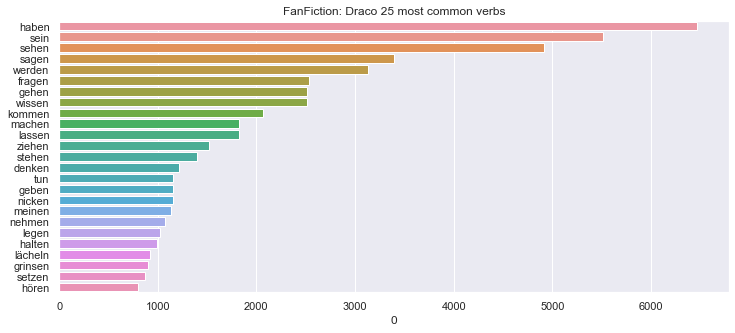 FanFiction: Draco 25 most common verbs
haben
sein
sehen
sagen
werden
fragen
gehen
wissen
kommen
machen
lassen
ziehen
stehen
denken
tun
geben
nicken
meinen
nehmen
legen
halten
lächeln
grinsen
setzen
hören
0 1000 2000 3000 4000 5000 6000
0